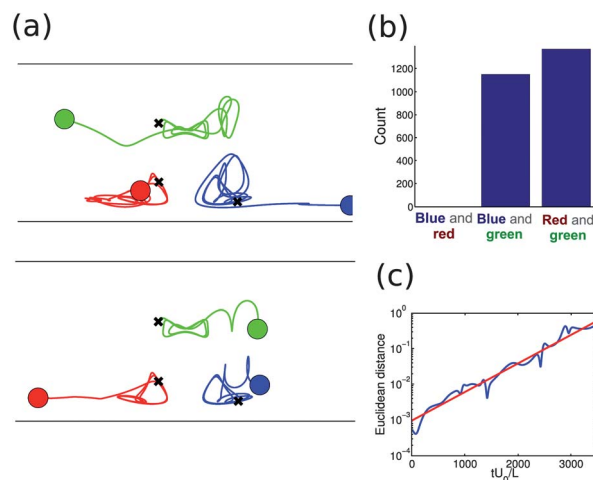 (a)
(b)
1200
1000
800
600
400
200
0
Count
Blue and
red
Blue and
green
Red and
green
(c)
10^0
10^-1
10^-2
10^-3
10^-4
Euclidean distance
0 1000 2000 3000
tU_0/L